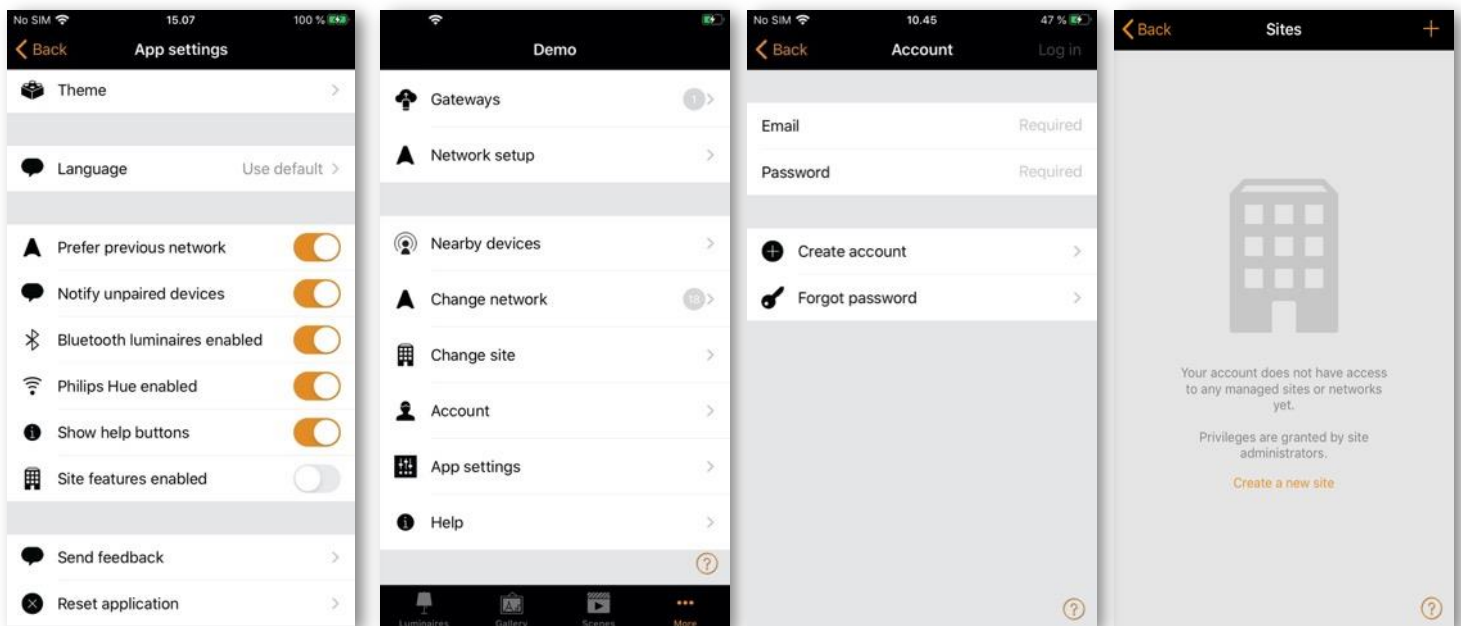 No SIM 15.07 100 %
Back App settings
Theme >
Language Use default >
Prefer previous network
Notify unpaired devices
Bluetooth luminaires enabled
Philips Hue enabled
Show help buttons
Site features enabled
Send feedback >
Reset application >
Demo
Gateways 1 >
Network setup >
Nearby devices >
Change network 18 >
Change site >
Account >
App settings >
Help >
?
Luminaires Gallery Scenes More
No SIM 10.45 47 %
Back Account Log in
Email Required
Password Required
Create account >
Forgot password >
?
Back Sites +
Your account does not have access
to any managed sites or networks
yet.
Privileges are granted by site
administrators.
Create a new site
?